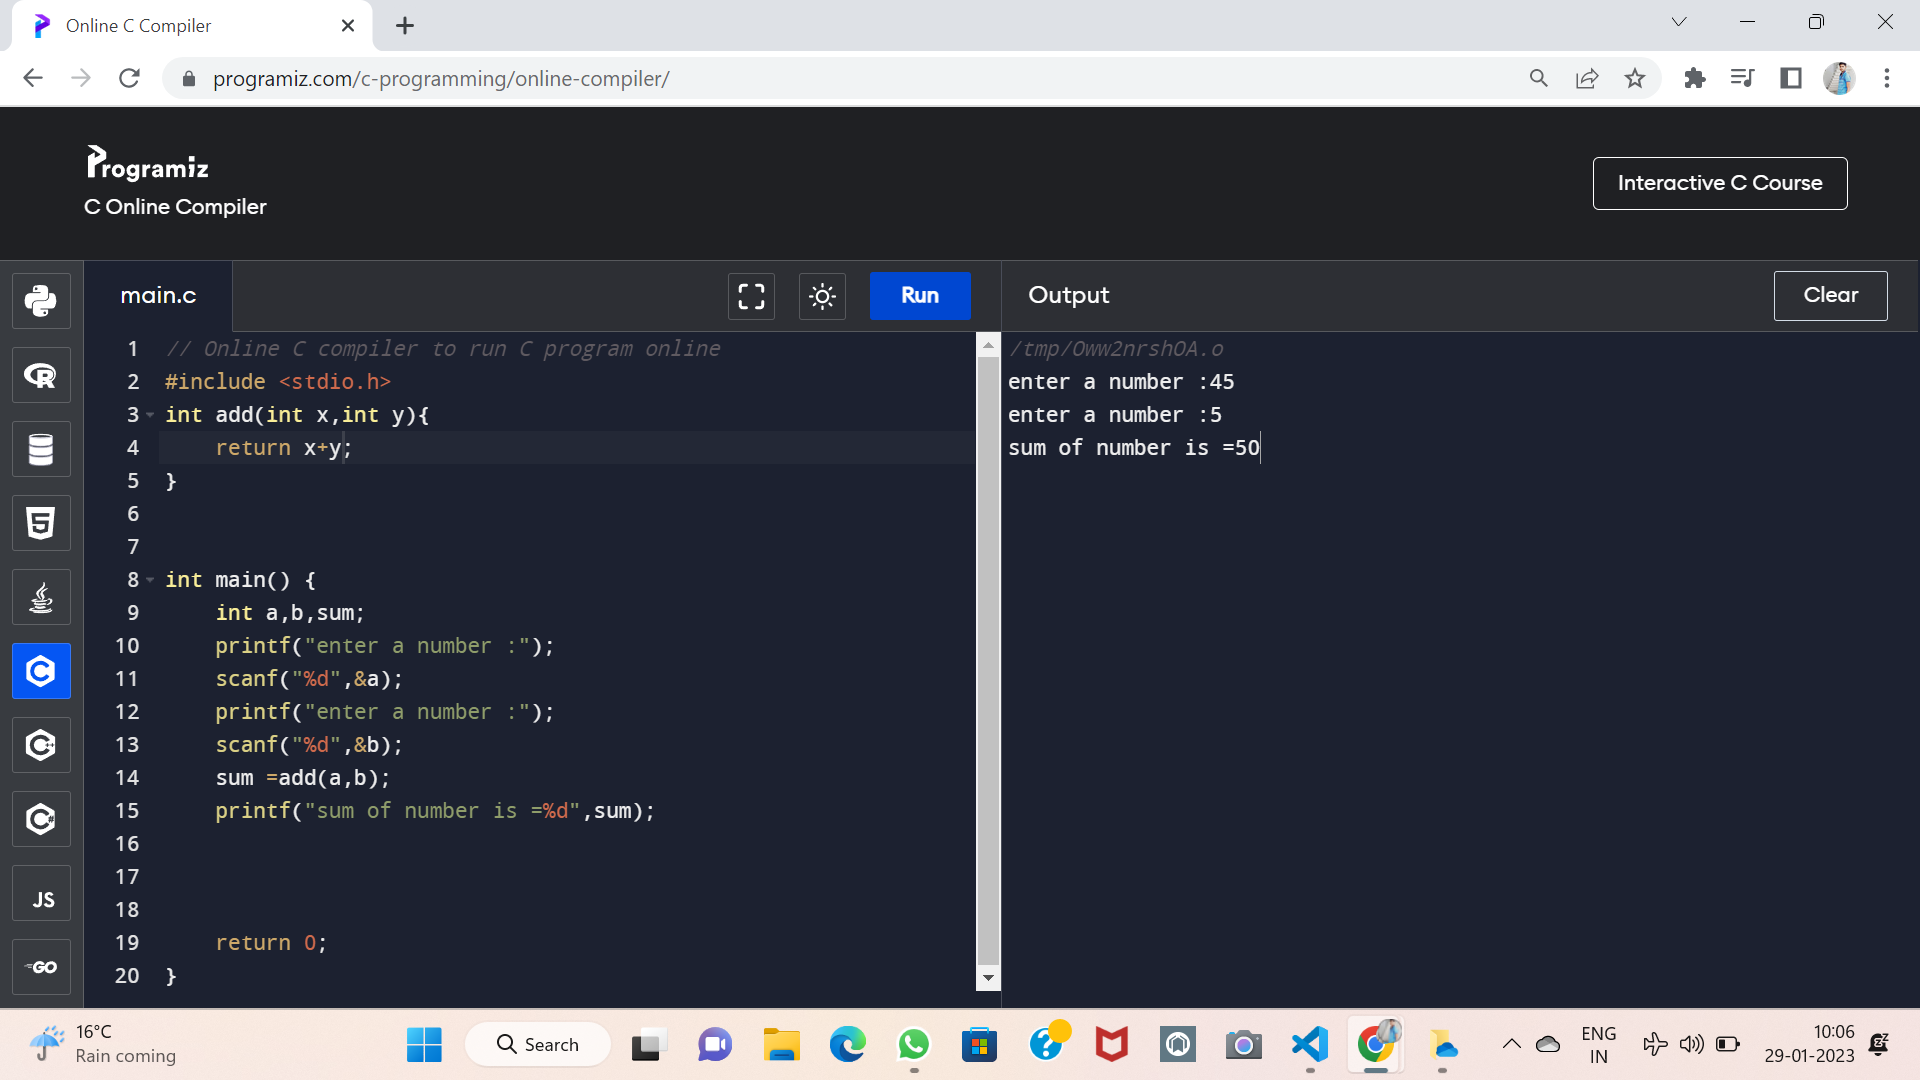 Online C Compiler
programiz.com/c-programming/online-compiler/
Programiz
C Online Compiler
Interactive C Course
main.c
Run
Output
Clear
1 // Online C compiler to run C program online
2 #include <stdio.h>
3 int add(int x,int y){
4 return x+y;
5 }
6
7
8 int main() {
9 int a,b,sum;
10 printf("enter a number :");
11 scanf("%d",&a);
12 printf("enter a number :");
13 scanf("%d",&b);
14 sum =add(a,b);
15 printf("sum of number is =%d",sum);
16
17
18
19 return 0;
20 }
/tmp/Oww2nrshOA.o
enter a number :45
enter a number :5
sum of number is =50
JS
GO
16°C
Rain coming
Search
ENG
IN
10:06
29-01-2023